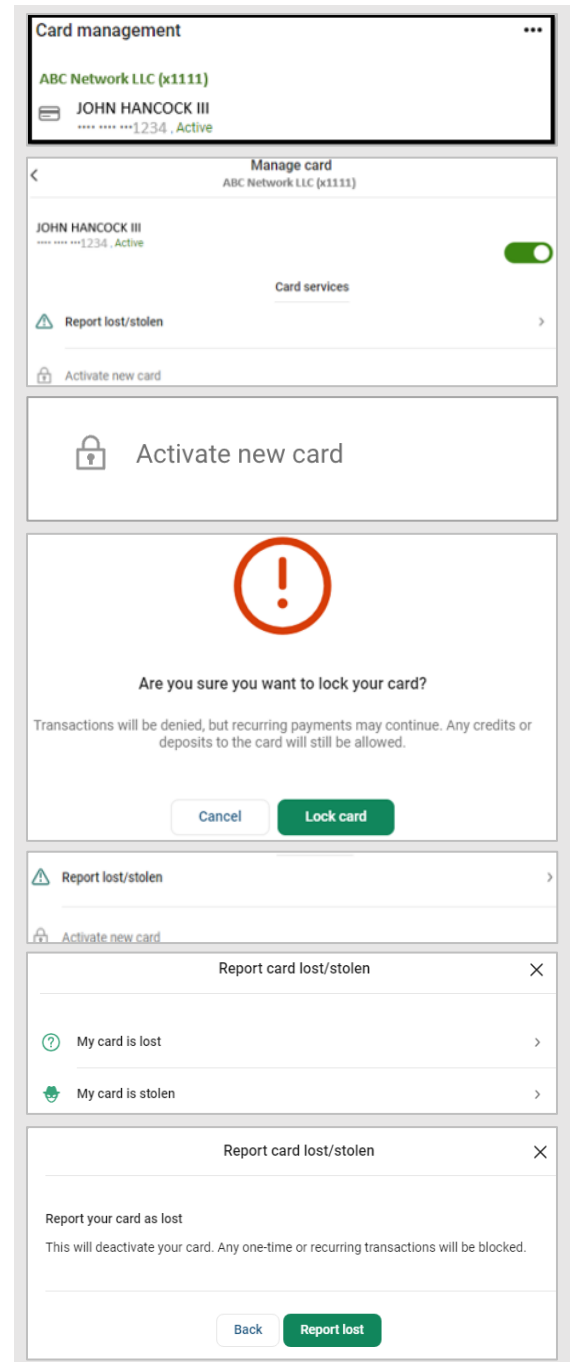 Card management
ABC Network LLC (x1111)
JOHN HANCOCK III
···· ···· ···1234 , Active
Manage card
ABC Network LLC (x1111)
JOHN HANCOCK III
···· ···· ···1234 , Active
Card services
Report lost/stolen
Activate new card
Activate new card
Are you sure you want to lock your card?
Transactions will be denied, but recurring payments may continue. Any credits or
deposits to the card will still be allowed.
Cancel Lock card
Report lost/stolen
Activate new card
Report card lost/stolen
My card is lost
My card is stolen
Report card lost/stolen
Report your card as lost
This will deactivate your card. Any one-time or recurring transactions will be blocked.
Back Report lost